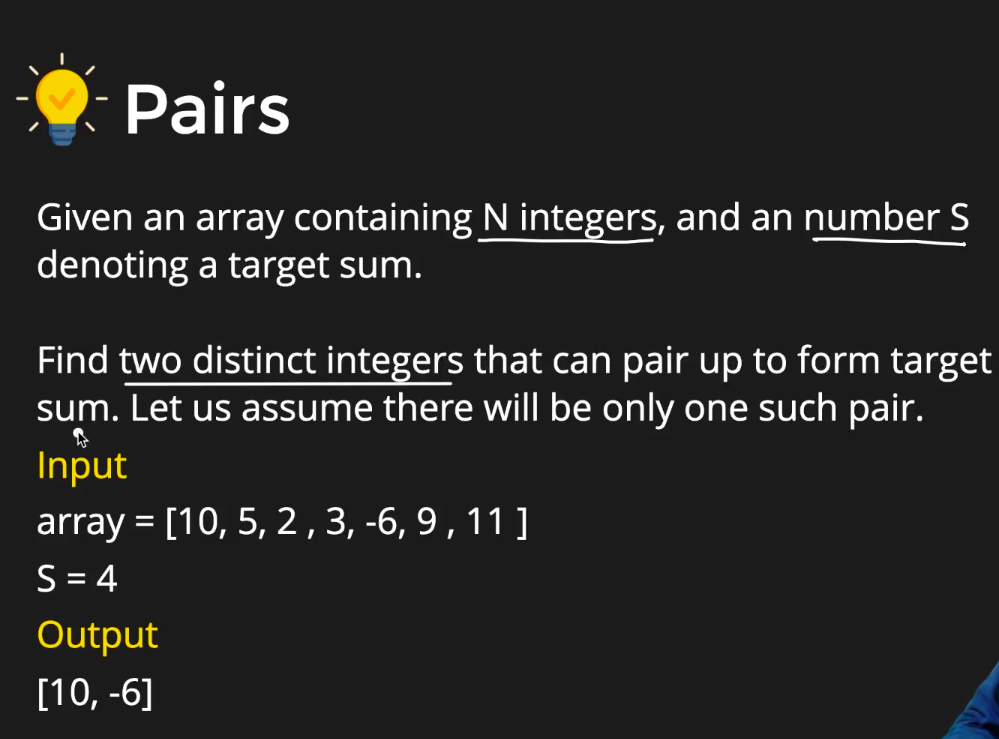 Pairs
Given an array containing N integers, and an number S
denoting a target sum.
Find two distinct integers that can pair up to form target
sum. Let us assume there will be only one such pair.
Input
array = [10, 5, 2 , 3, -6, 9 , 11 ]
S = 4
Output
[10, -6]